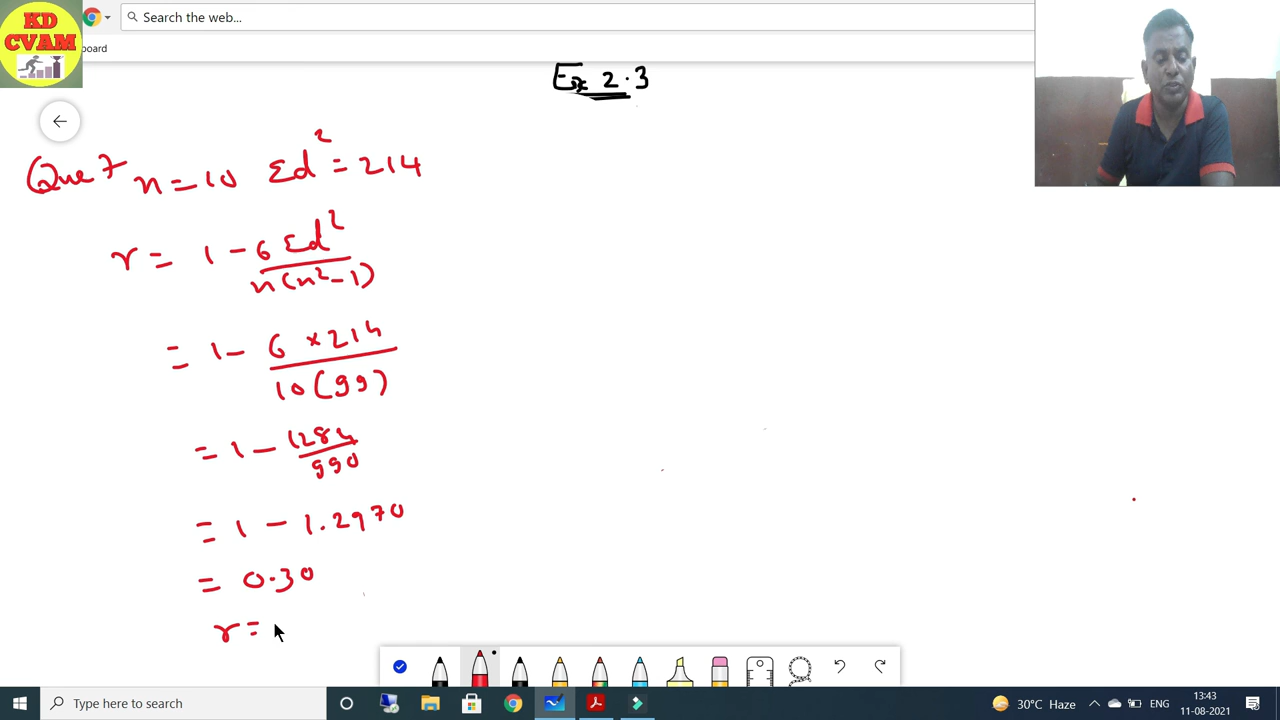 KD
CVAM
Search the web...
board
Ex 2.3
Que 7 n = 10 Σd² = 214
r = 1 - 6 Σd² / n(n² - 1)
= 1 - 6 × 214 / 10(99)
= 1 - 1284 / 990
= 1 - 1.2970
= 0.30
r =
Type here to search
30°C Haze
ENG
13:43
11-08-2021